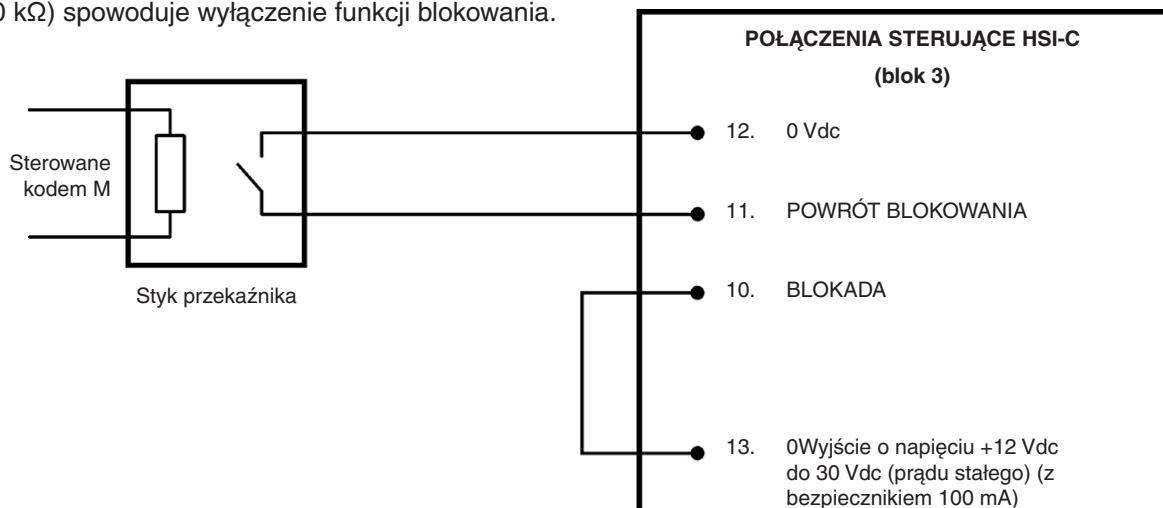 0 kΩ) spowoduje wyłączenie funkcji blokowania.
POŁĄCZENIA STERUJĄCE HSI-C
(blok 3)
12. 0 Vdc
Sterowane
kodem M
11. POWRÓT BLOKOWANIA
Styk przekaźnika
10. BLOKADA
13. 0Wyjście o napięciu +12 Vdc
do 30 Vdc (prądu stałego) (z
bezpiecznikiem 100 mA)